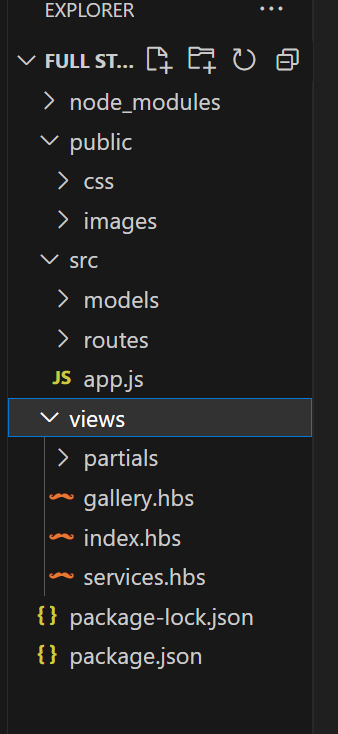 EXPLORER
FULL ST...
node_modules
public
css
images
src
models
routes
JS app.js
views
partials
gallery.hbs
index.hbs
services.hbs
{} package-lock.json
{} package.json